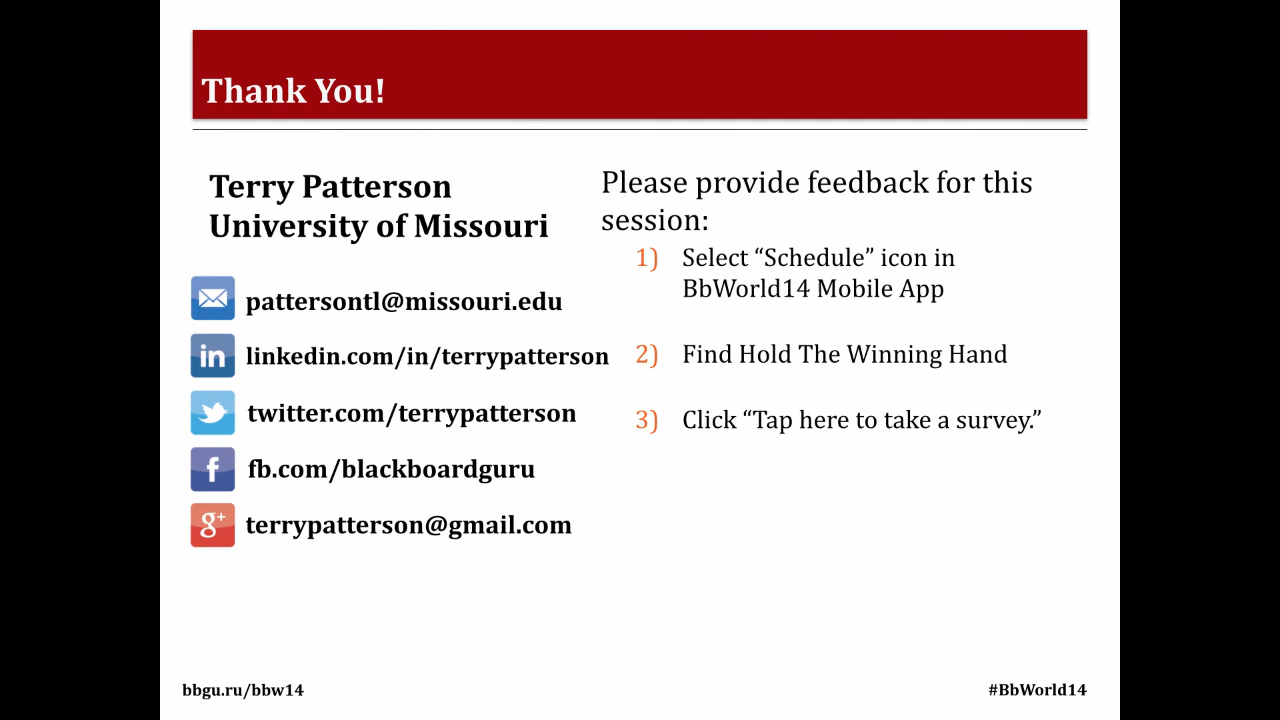 Thank You!
Terry Patterson
University of Missouri
pattersontl@missouri.edu
linkedin.com/in/terrypatterson
twitter.com/terrypatterson
fb.com/blackboardguru
g+ terrypatterson@gmail.com
Please provide feedback for this
session:
1) Select “Schedule” icon in
BbWorld14 Mobile App
2) Find Hold The Winning Hand
3) Click “Tap here to take a survey.”
bbgu.ru/bbw14
#BbWorld14